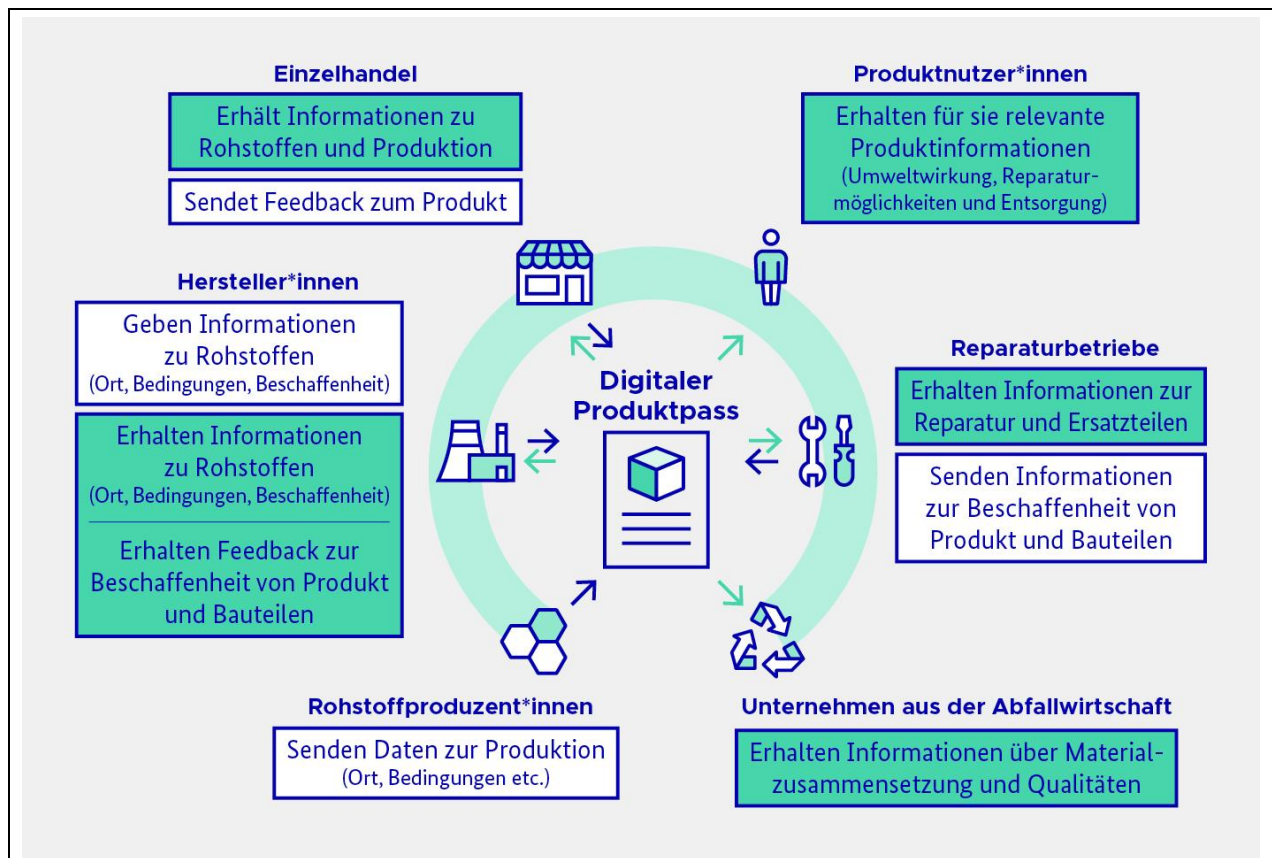 Einzelhandel
Erhält Informationen zu
Rohstoffen und Produktion
Sendet Feedback zum Produkt
Produktnutzer*innen
Erhalten für sie relevante
Produktinformationen
(Umweltwirkung, Reparatur-
möglichkeiten und Entsorgung)
Hersteller*innen
Geben Informationen
zu Rohstoffen
(Ort, Bedingungen, Beschaffenheit)
Erhalten Informationen
zu Rohstoffen
(Ort, Bedingungen, Beschaffenheit)
Erhalten Feedback zur
Beschaffenheit von Produkt
und Bauteilen
Digitaler
Produktpass
Reparaturbetriebe
Erhalten Informationen zur
Reparatur und Ersatzteilen
Senden Informationen
zur Beschaffenheit von
Produkt und Bauteilen
Rohstoffproduzent*innen
Senden Daten zur Produktion
(Ort, Bedingungen etc.)
Unternehmen aus der Abfallwirtschaft
Erhalten Informationen über Material-
zusammensetzung und Qualitäten